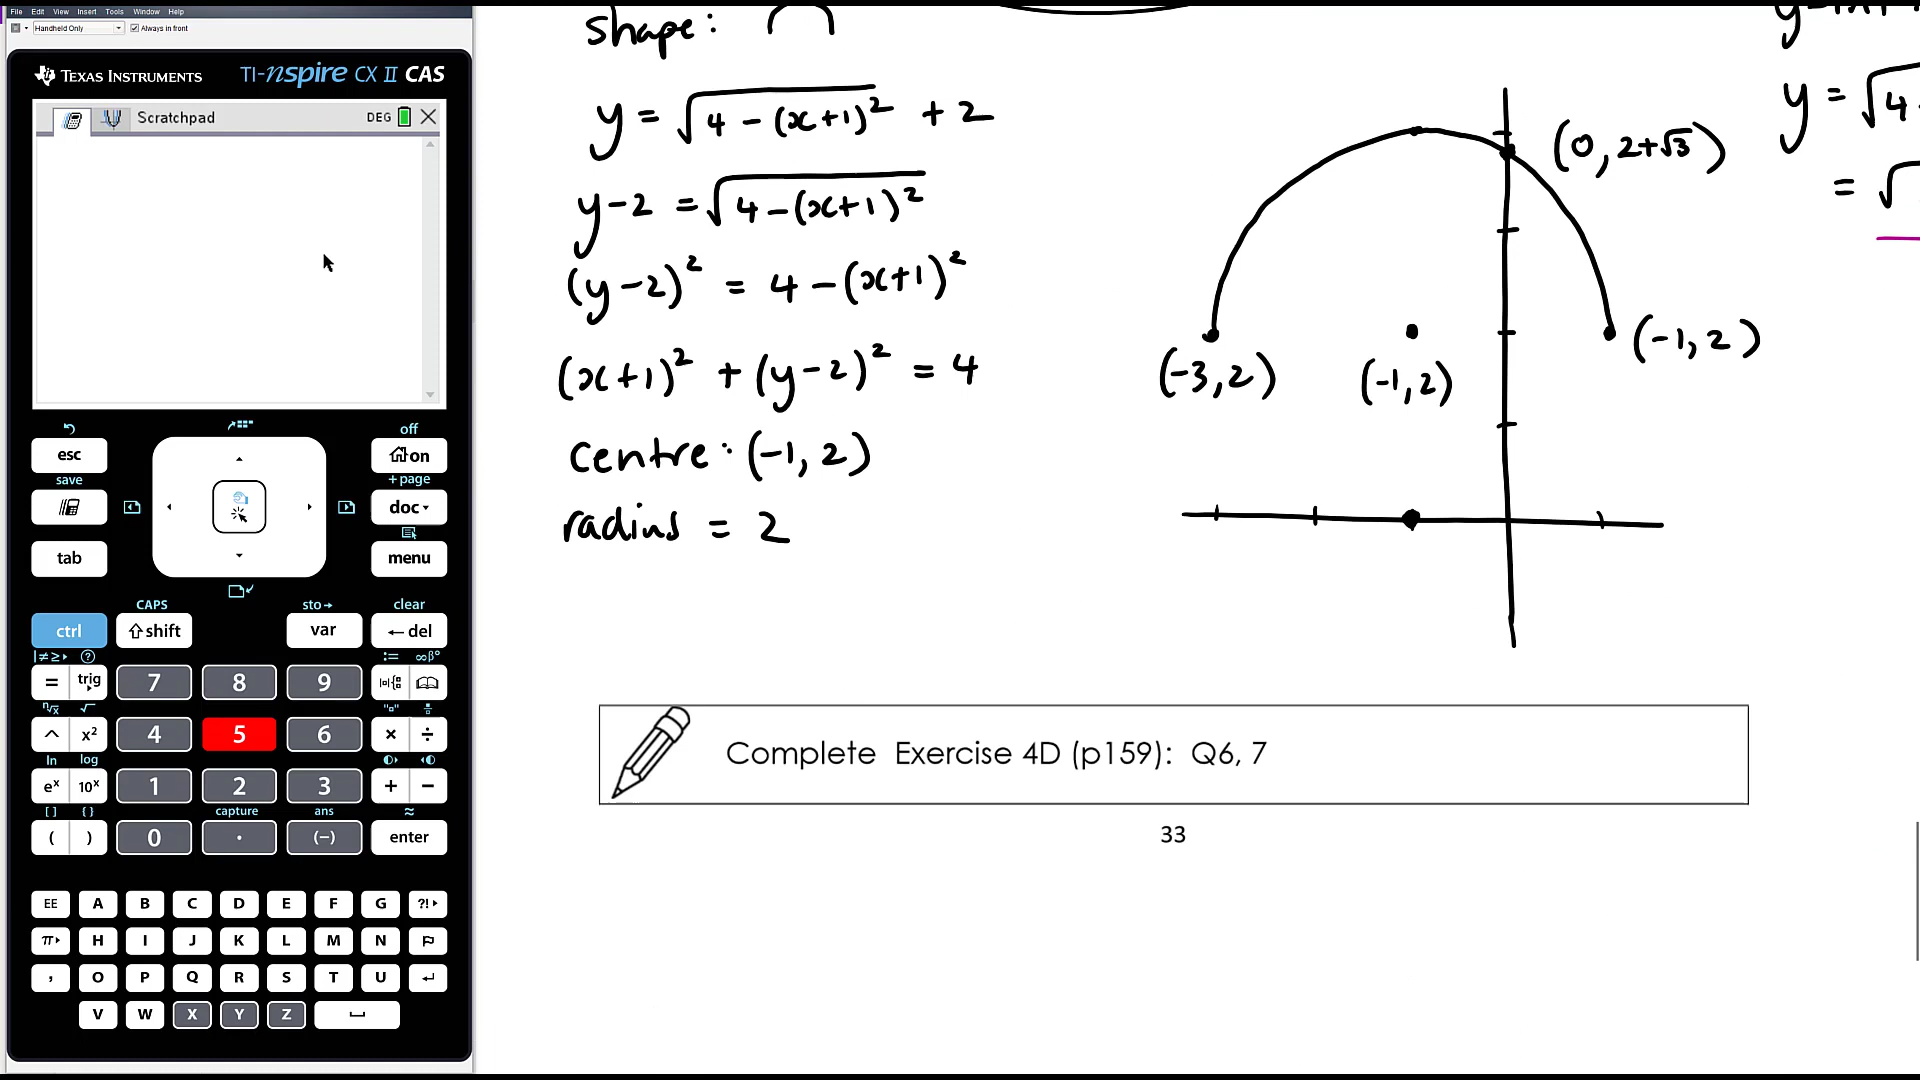 File Edit View Insert Tools Window Help
Handheld Only Always in front
TEXAS INSTRUMENTS TI-nspire CX II CAS
Scratchpad DEG
esc
save
tab
off
on
+ page
doc
menu
CAPS
sto→
clear
ctrl
⇧shift
var
←del
|≠≥▸ ? := ∞β°
= trig 7 8 9
ⁿ√x √ "▫"
^ x² 4 5 6 × ÷
ln log
eˣ 10ˣ 1 2 3 + −
[ ] { } capture ans ≈
( ) 0 . (−) enter
EE A B C D E F G ?!▸
π▸ H I J K L M N
, O P Q R S T U ↵
V W X Y Z
shape: ∩
y = √4 - (x+1)² + 2
y-2 = √4-(x+1)²
(y-2)² = 4-(x+1)²
(x+1)² + (y-2)² = 4
centre: (-1, 2)
radius = 2
(0, 2+√3)
(-3, 2)
(-1, 2)
(-1, 2)
y = √4
= √
Complete Exercise 4D (p159): Q6, 7
33